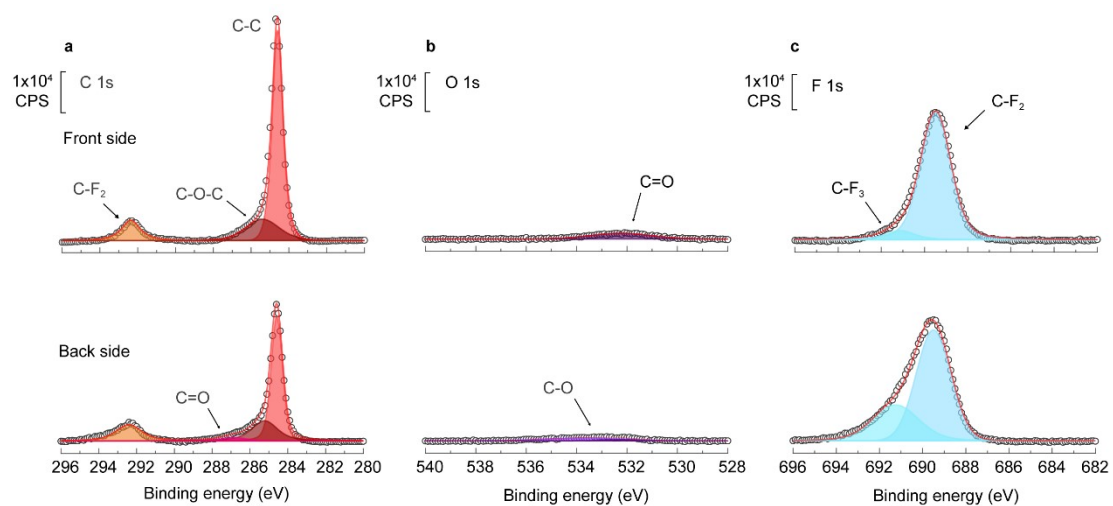 a
C 1s
1x10⁴
CPS
Front side
C-C
C-F₂
C-O-C
b
O 1s
1x10⁴
CPS
C=O
c
F 1s
1x10⁴
CPS
C-F₂
C-F₃
Back side
C=O
C-O
296 294 292 290 288 286 284 282 280
Binding energy (eV)
540 538 536 534 532 530 528
Binding energy (eV)
696 694 692 690 688 686 684 682
Binding energy (eV)